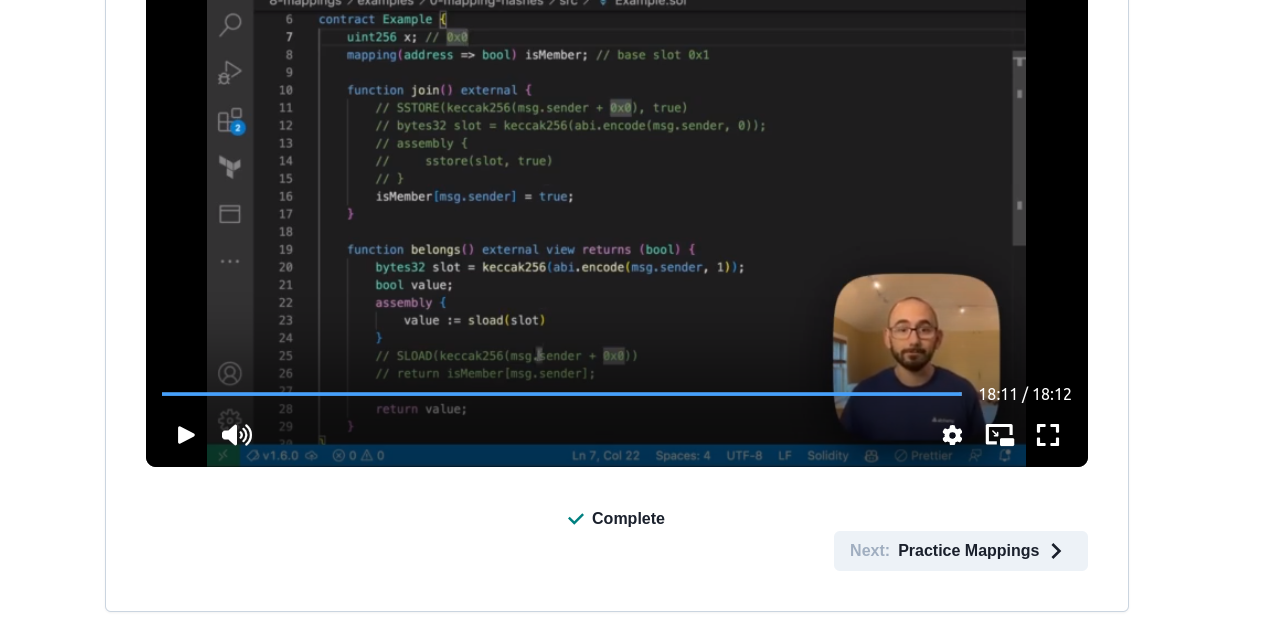 8-mappings > examples > 0-mapping-hashes > src > Example.sol
6 contract Example {
7 uint256 x; // 0x0
8 mapping(address => bool) isMember; // base slot 0x1
9
10 function join() external {
11 // SSTORE(keccak256(msg.sender + 0x0), true)
12 // bytes32 slot = keccak256(abi.encode(msg.sender, 0));
13 // assembly {
14 // sstore(slot, true)
15 // }
16 isMember[msg.sender] = true;
17 }
18
19 function belongs() external view returns (bool) {
20 bytes32 slot = keccak256(abi.encode(msg.sender, 1));
21 bool value;
22 assembly {
23 value := sload(slot)
24 }
25 // SLOAD(keccak256(msg.sender + 0x0))
26 // return isMember[msg.sender];
27
28 return value;
29 }
30 }
2
18:11 / 18:12
v1.6.0 0 0 Ln 7, Col 22 Spaces: 4 UTF-8 LF Solidity Prettier
Complete
Next: Practice Mappings